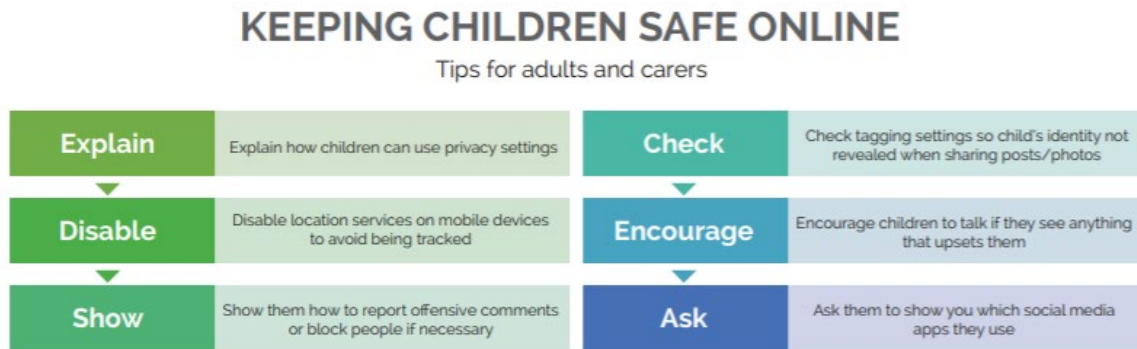 KEEPING CHILDREN SAFE ONLINE
Tips for adults and carers
Explain
Explain how children can use privacy settings
Disable
Disable location services on mobile devices
to avoid being tracked
Show
Show them how to report offensive comments
or block people if necessary
Check
Check tagging settings so child's identity not
revealed when sharing posts/photos
Encourage
Encourage children to talk if they see anything
that upsets them
Ask
Ask them to show you which social media
apps they use